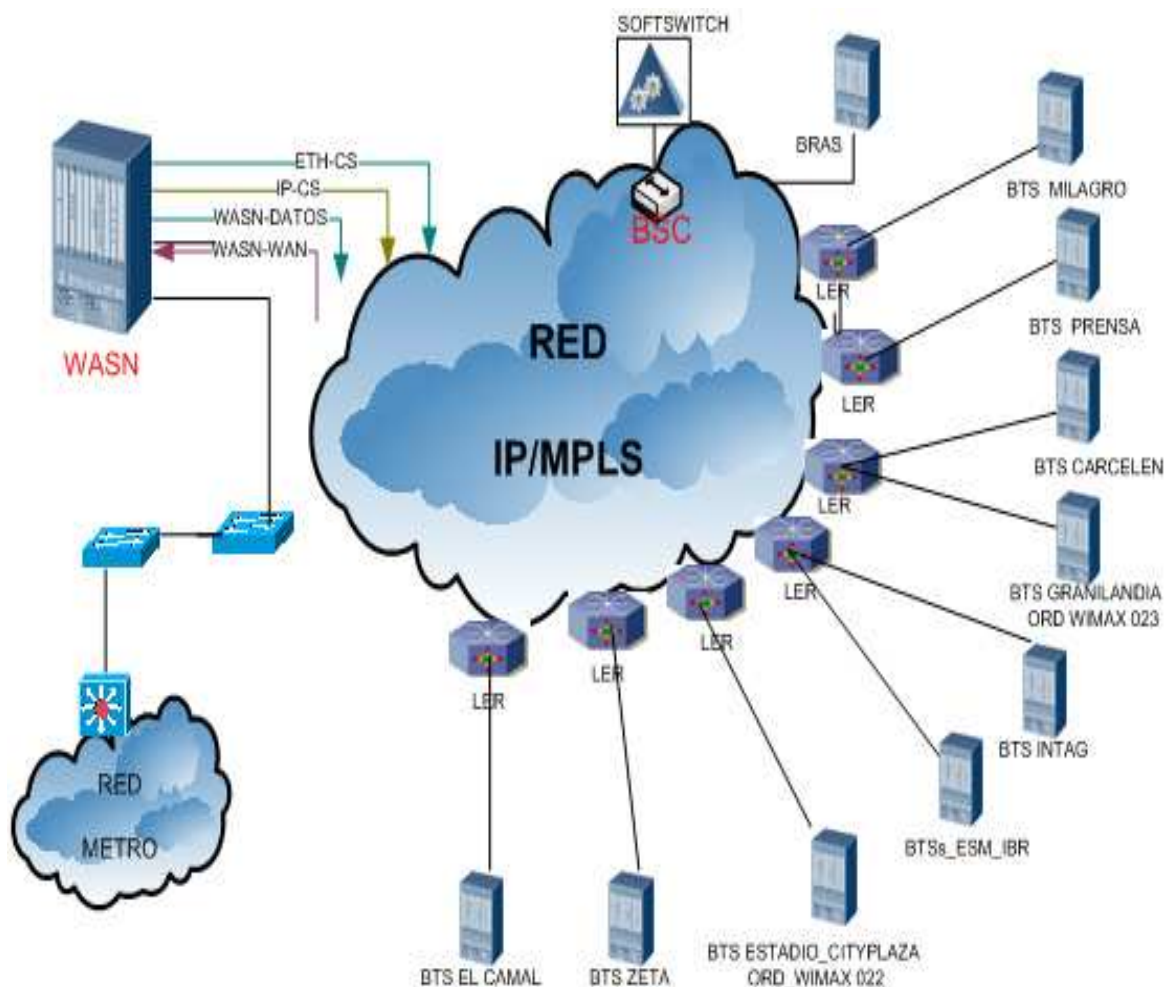 SOFTSWITCH
BRAS
BTS MILAGRO
ETH-CS
IP-CS
WASN-DATOS
WASN-WAN
BSC
LER
BTS PRENSA
WASN
RED
LER
IP/MPLS
LER
BTS CARCELEN
LER
BTS GRANILANDIA
ORD WIMAX 023
LER
LER
LER
BTS INTAG
RED
METRO
BTSs_ESM_IBR
BTS EL CAMAL
BTS ZETA
BTS ESTADIO_CITYPLAZA
ORD WIMAX 022